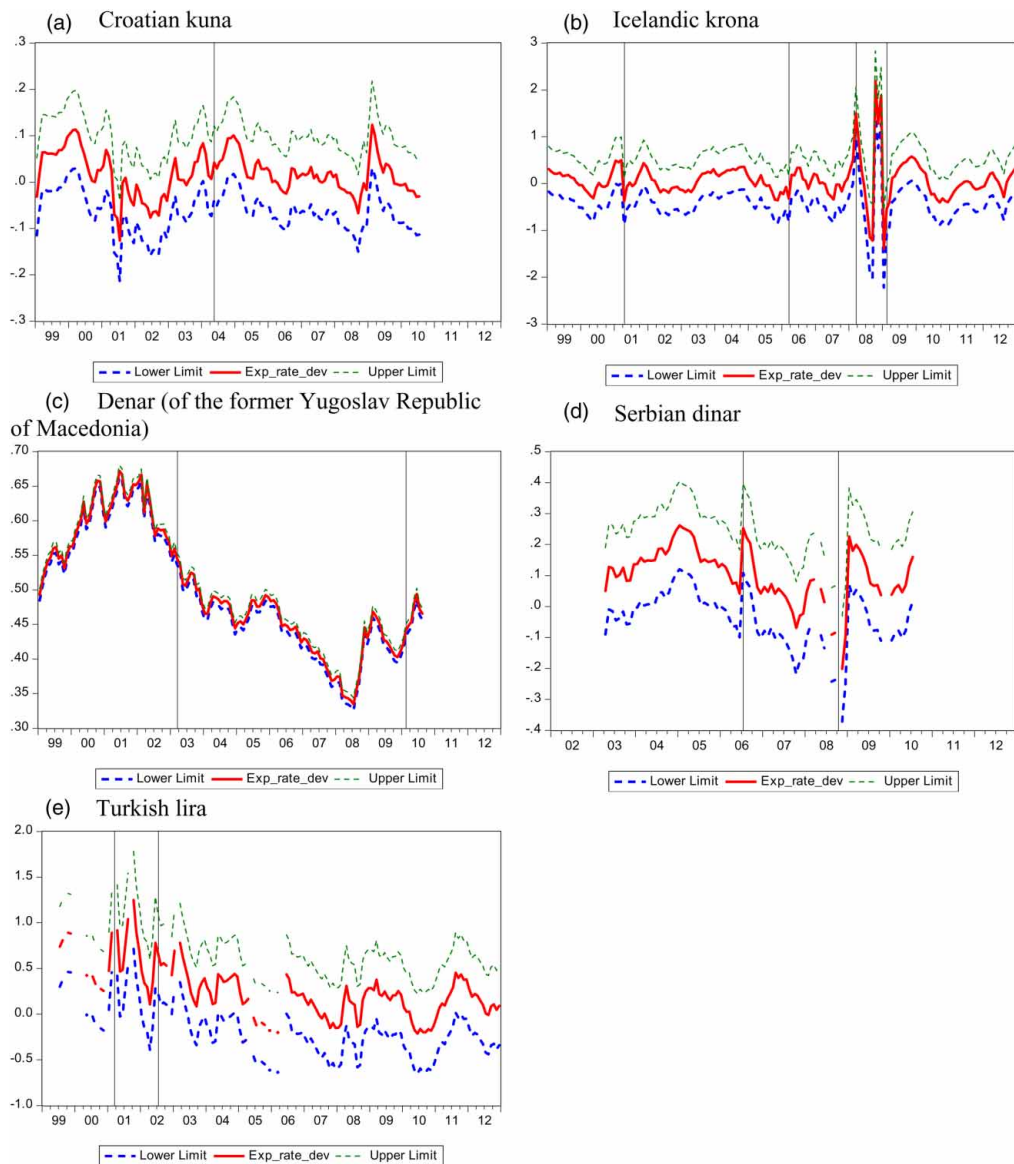 (a) Croatian kuna
.3
.2
.1
.0
-.1
-.2
-.3
99 00 01 02 03 04 05 06 07 08 09 10 11 12
Lower Limit Exp_rate_dev Upper Limit
(b) Icelandic krona
3
2
1
0
-1
-2
-3
99 00 01 02 03 04 05 06 07 08 09 10 11 12
Lower Limit Exp_rate_dev Upper Limit
(c) Denar (of the former Yugoslav Republic
of Macedonia)
.70
.65
.60
.55
.50
.45
.40
.35
.30
99 00 01 02 03 04 05 06 07 08 09 10 11 12
Lower Limit Exp_rate_dev Upper Limit
(d) Serbian dinar
.5
.4
.3
.2
.1
.0
-.1
-.2
-.3
-.4
02 03 04 05 06 07 08 09 10 11 12
Lower Limit Exp_rate_dev Upper Limit
(e) Turkish lira
2.0
1.5
1.0
0.5
0.0
-0.5
-1.0
99 00 01 02 03 04 05 06 07 08 09 10 11 12
Lower Limit Exp_rate_dev Upper Limit